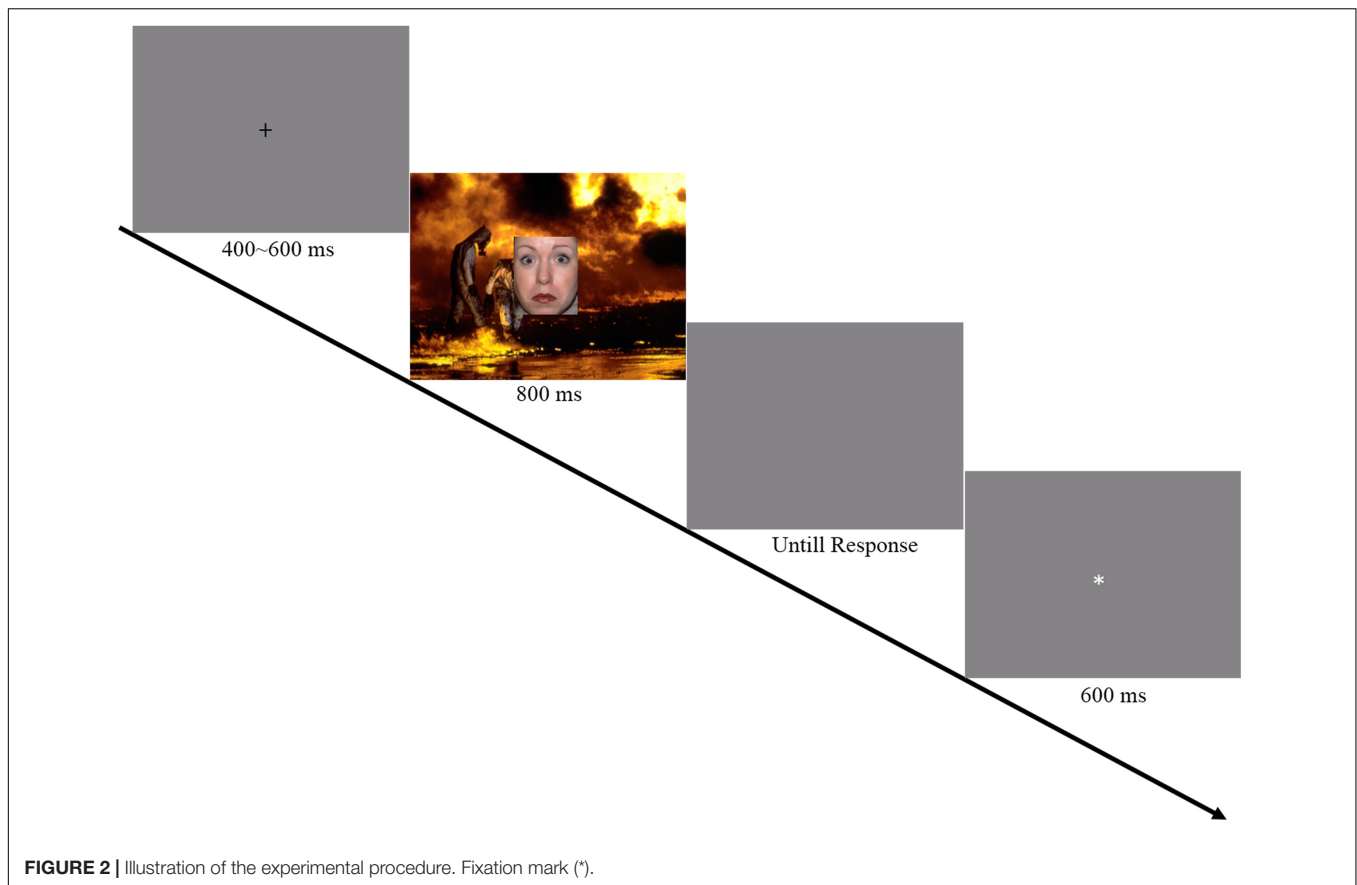 +
400~600 ms
800 ms
Untill Response
*
600 ms
FIGURE 2 | Illustration of the experimental procedure. Fixation mark (*).